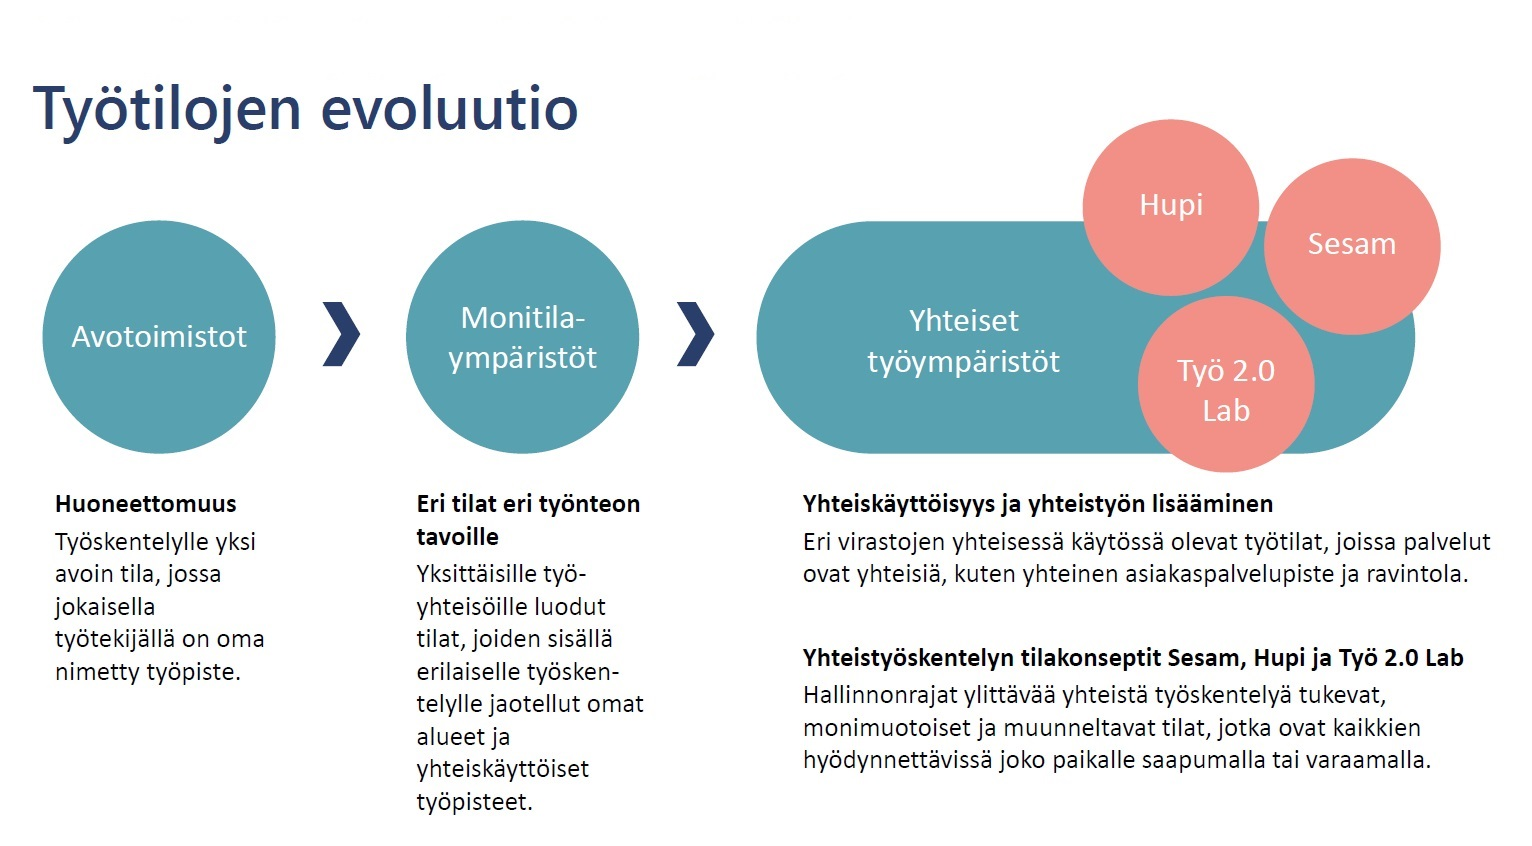 Työtilojen evoluutio
Avotoimistot
Monitila-
ympäristöt
Yhteiset
työympäristöt
Hupi
Sesam
Työ 2.0
Lab
Huoneettomuus
Työskentelylle yksi
avoin tila, jossa
jokaisella
työtekijällä on oma
nimetty työpiste.
Eri tilat eri työnteon
tavoille
Yksittäisille työ-
yhteisöille luodut
tilat, joiden sisällä
erilaiselle työsken-
telylle jaotellut omat
alueet ja
yhteiskäyttöiset
työpisteet.
Yhteiskäyttöisyys ja yhteistyön lisääminen
Eri virastojen yhteisessä käytössä olevat työtilat, joissa palvelut
ovat yhteisiä, kuten yhteinen asiakaspalvelupiste ja ravintola.
Yhteistyöskentelyn tilakonseptit Sesam, Hupi ja Työ 2.0 Lab
Hallinnonrajat ylittävää yhteistä työskentelyä tukevat,
monimuotoiset ja muunneltavat tilat, jotka ovat kaikkien
hyödynnettävissä joko paikalle saapumalla tai varaamalla.